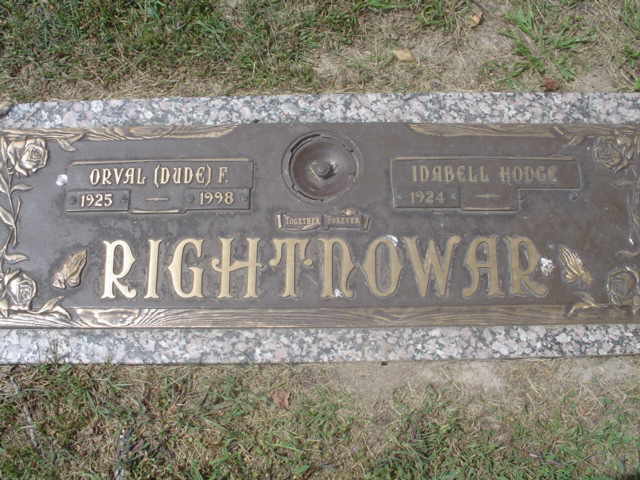 ORVAL (DUDE) F.
1925 — 1998
IDABELL HODGE
1924 —
TOGETHER FOREVER
RIGHTNOWAR